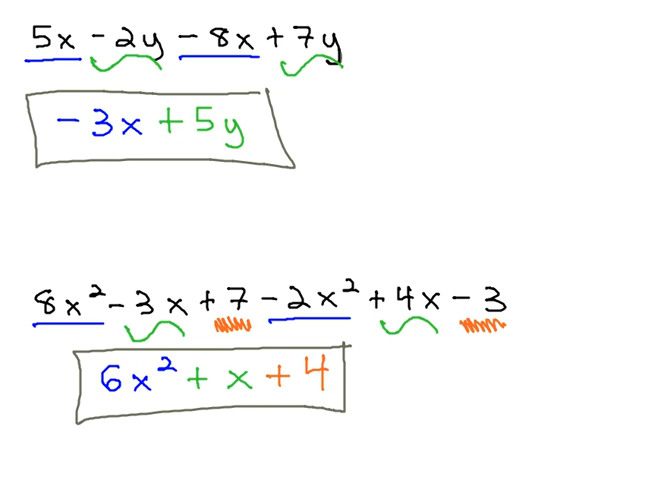 5x - 2y - 8x + 7y
-3x + 5y
8x² - 3x + 7 - 2x² + 4x - 3
6x² + x + 4